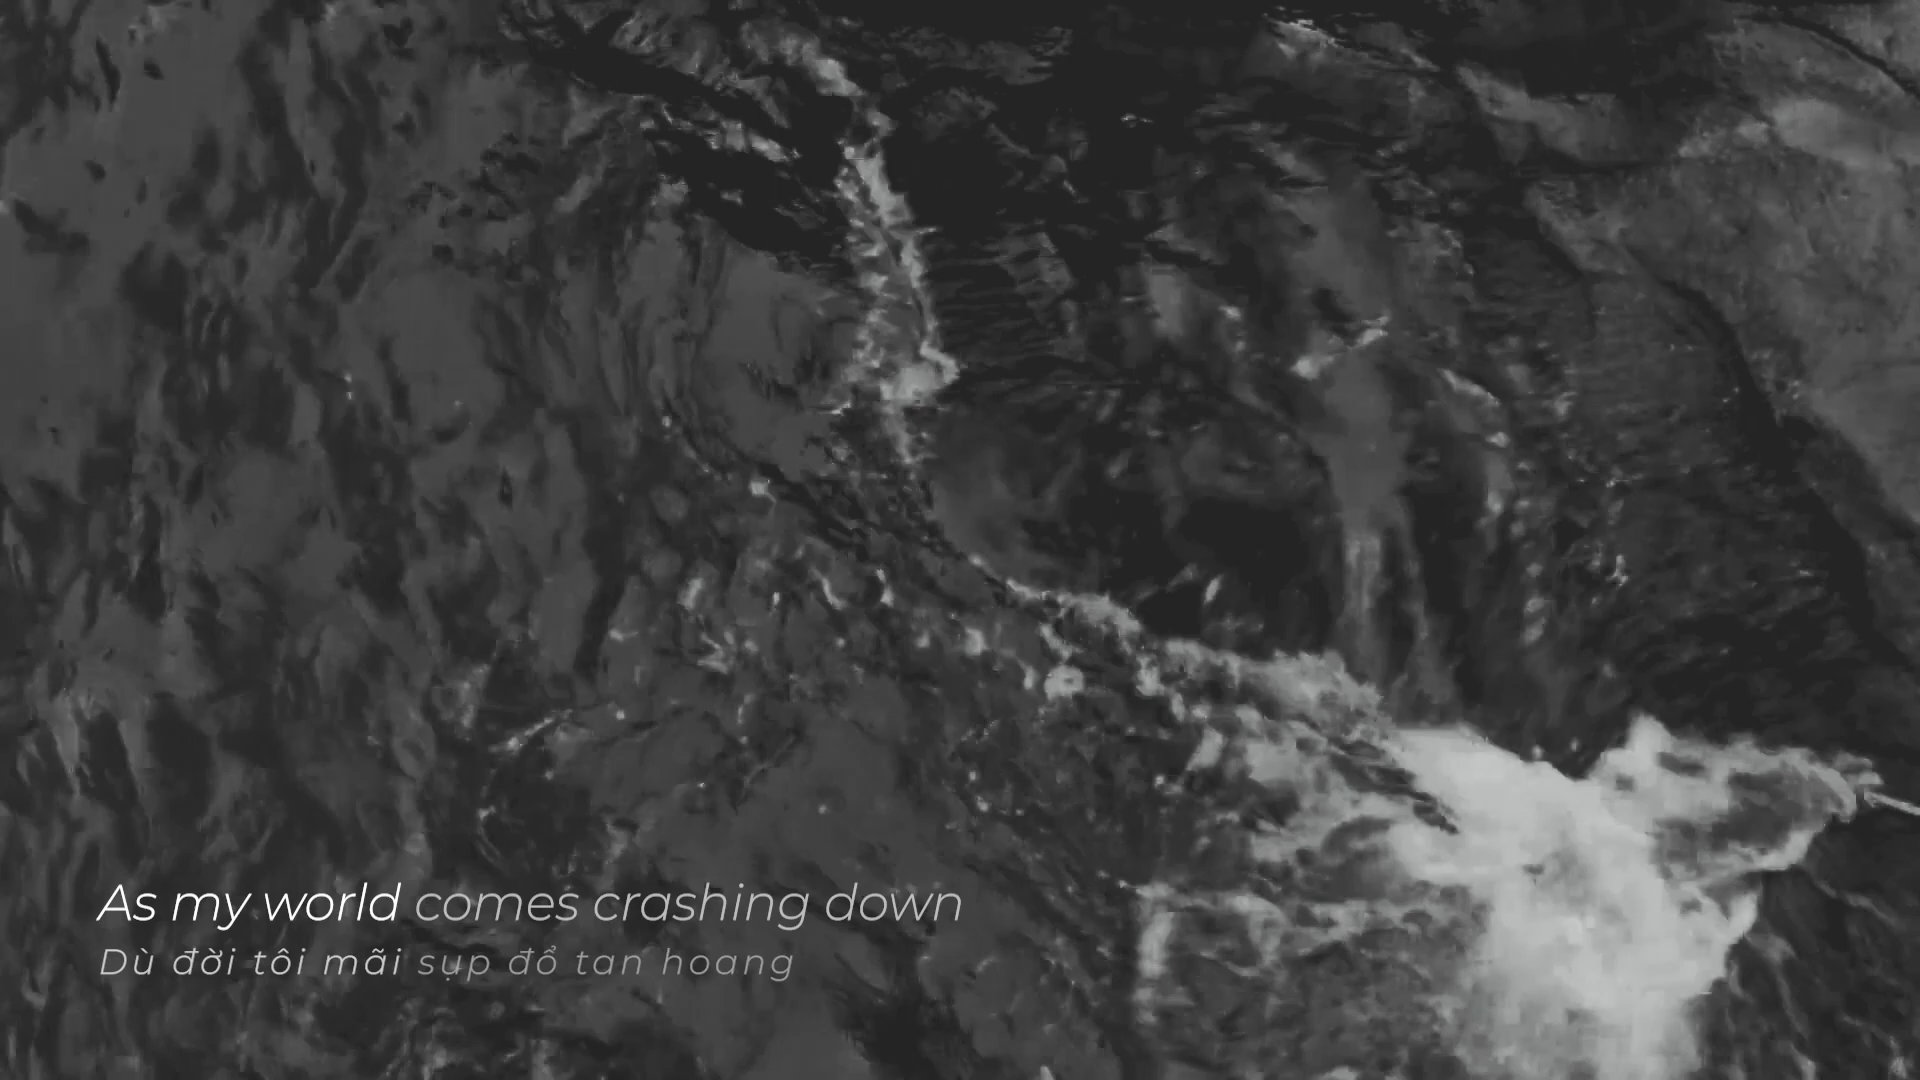 As my world comes crashing down
Dù đời tôi mãi sụp đổ tan hoang